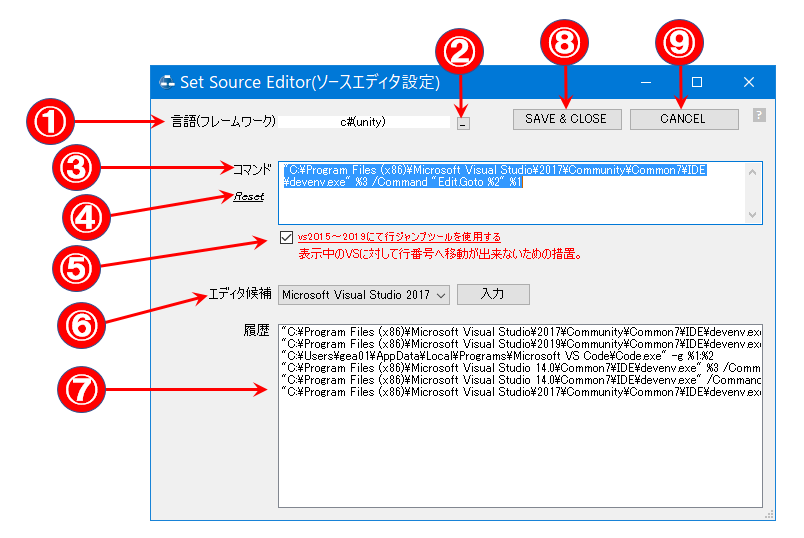 ② ⑧ ⑨
Set Source Editor(ソースエディタ設定)
① 言語(フレームワーク) c#(unity) _ SAVE & CLOSE CANCEL ?
③ コマンド "C:¥Program Files (x86)¥Microsoft Visual Studio¥2017¥Community¥Common7¥IDE
¥devenv.exe" %3 /Command "Edit.Goto %2" %1
④ Reset
⑤ vs2015～2019にて行ジャンプツールを使用する
表示中のVSに対して行番号へ移動が出来ないための措置。
⑥ エディタ候補 Microsoft Visual Studio 2017 入力
⑦ 履歴 "C:¥Program Files (x86)¥Microsoft Visual Studio¥2017¥Community¥Common7¥IDE¥devenv.exe
"C:¥Program Files (x86)¥Microsoft Visual Studio¥2019¥Community¥Common7¥IDE¥devenv.exe
"C:¥Users¥gea01¥AppData¥Local¥Programs¥Microsoft VS Code¥Code.exe" -g %1:%2
"C:¥Program Files (x86)¥Microsoft Visual Studio 14.0¥Common7¥IDE¥devenv.exe" %3 /Comm
"C:¥Program Files (x86)¥Microsoft Visual Studio 14.0¥Common7¥IDE¥devenv.exe" /Command
"C:¥Program Files (x86)¥Microsoft Visual Studio¥2017¥Community¥Common7¥IDE¥devenv.exe